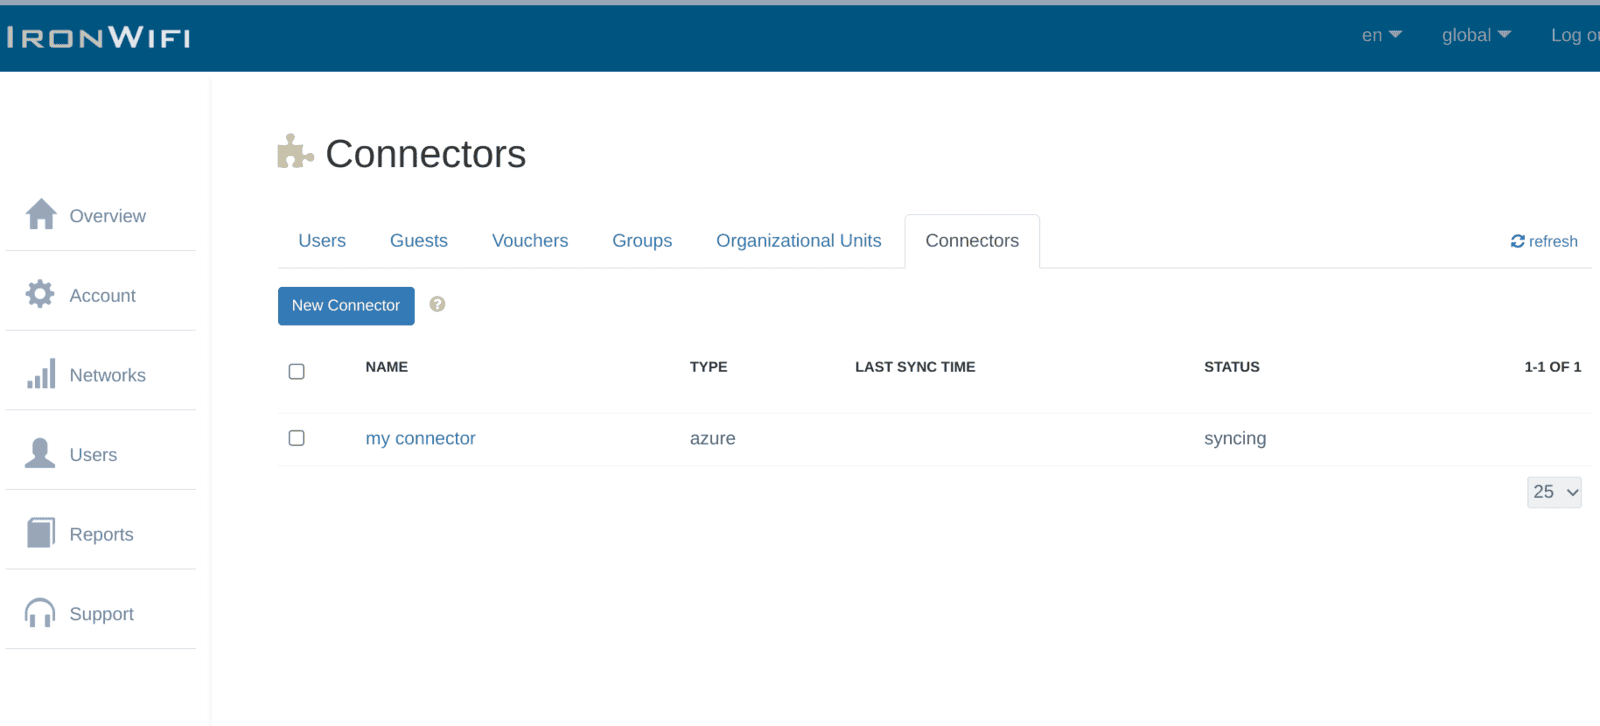 IRONWIFI
en
global
Log ou
Connectors
Overview
Account
Networks
Users
Reports
Support
Users Guests Vouchers Groups Organizational Units Connectors
refresh
New Connector ?
NAME TYPE LAST SYNC TIME STATUS 1-1 OF 1
my connector azure syncing
25